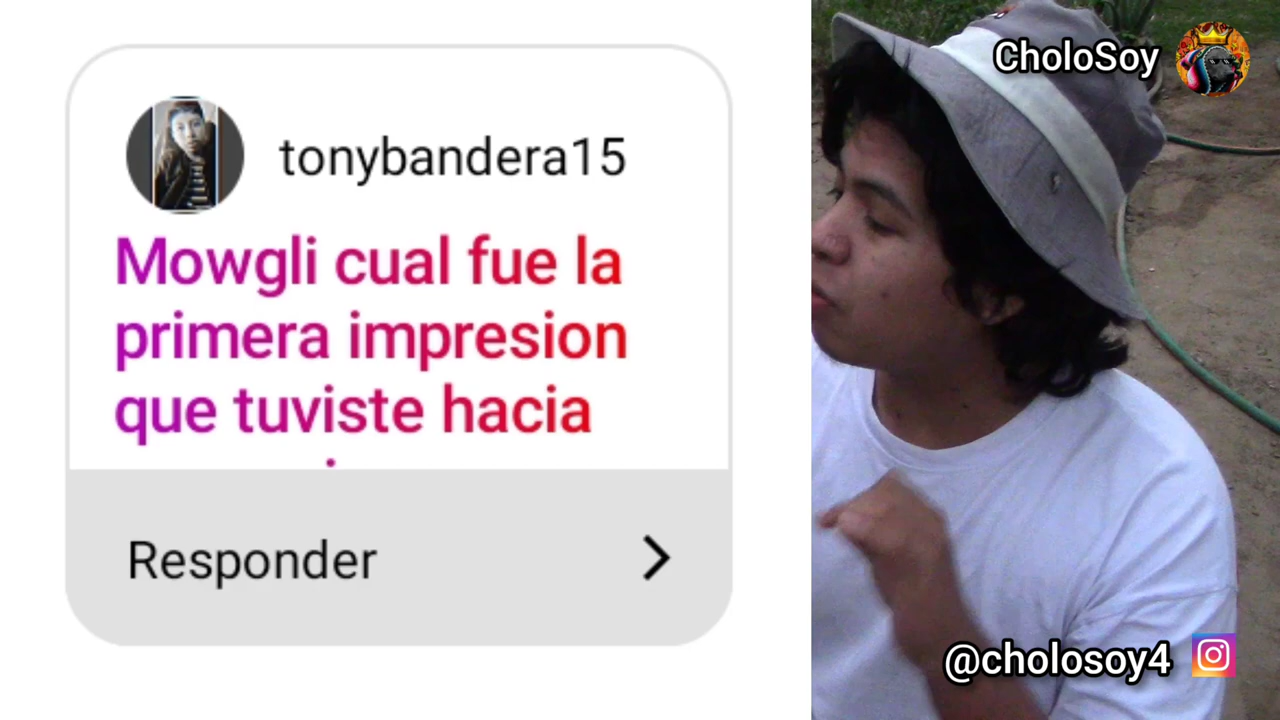 tonybandera15
Mowgli cual fue la
primera impresion
que tuviste hacia
Responder
CholoSoy
@cholosoy4